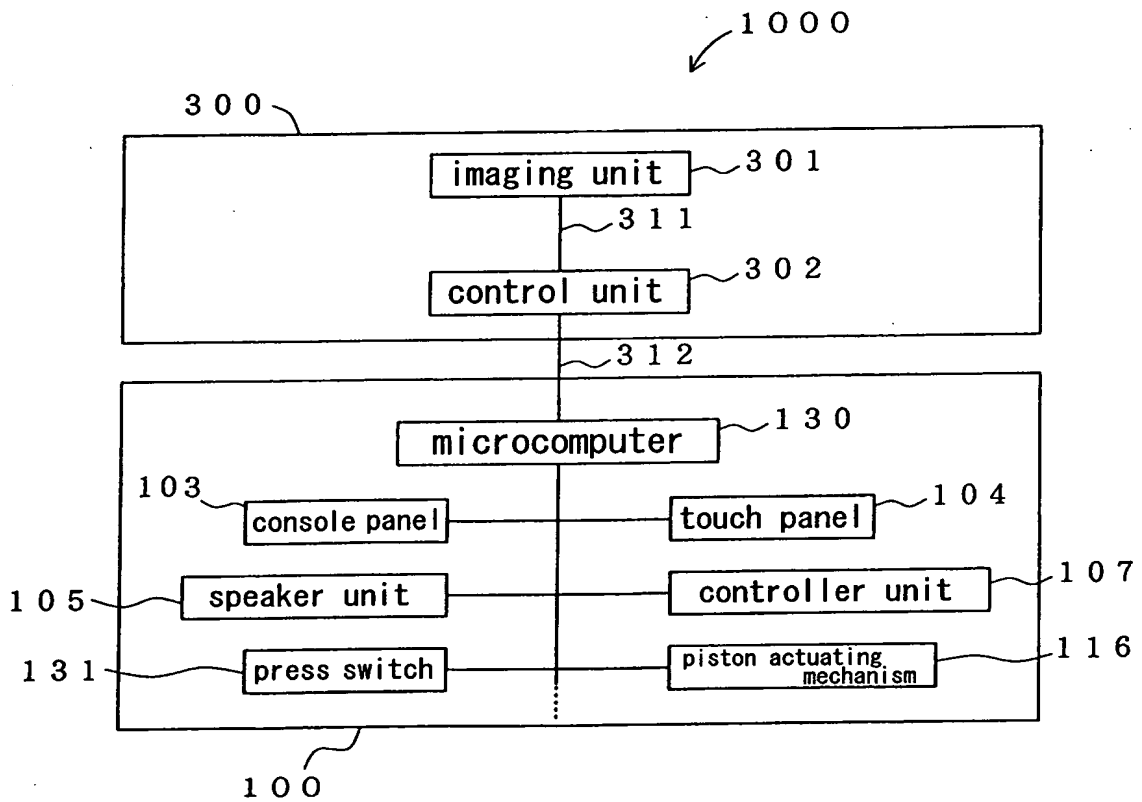 1000
300
imaging unit
301
311
control unit
302
312
microcomputer
130
103
console panel
touch panel
104
105
speaker unit
controller unit
107
131
press switch
piston actuating
mechanism
116
100